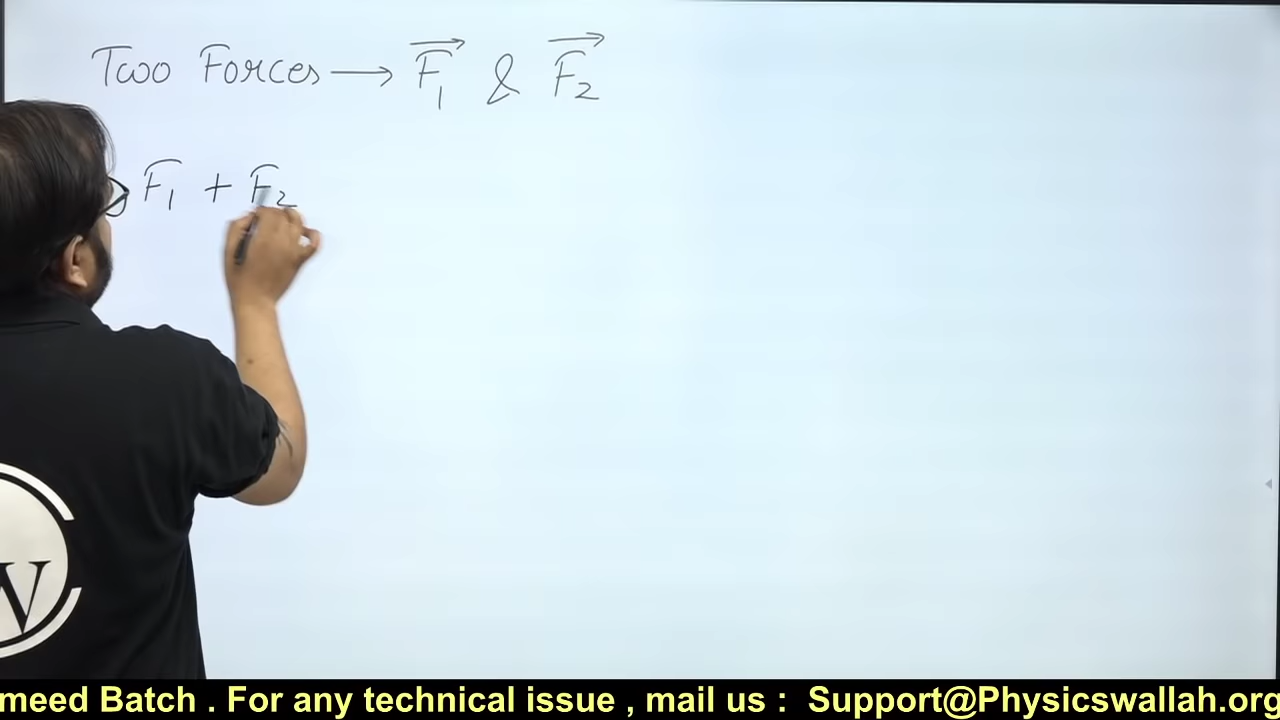 Two Forces → F₁ & F₂
F₁ + F₂
W
meed Batch . For any technical issue , mail us : Support@Physicswallah.org